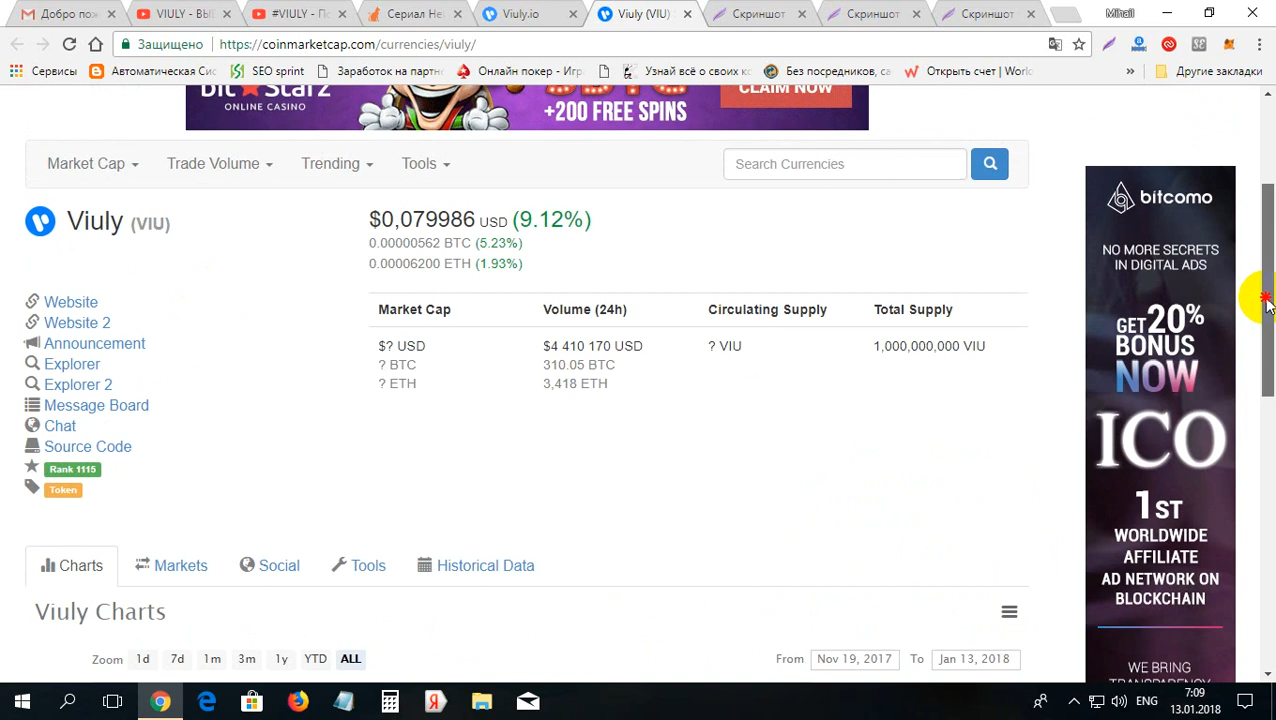 Добро пож
VIULY - ВЫ
#VIULY - П
Сериал Не
Viuly.io
Viuly (VIU)
Скриншот
Скриншот
Скриншот
Mihail
Защищено
https://coinmarketcap.com/currencies/viuly/
Сервисы
Автоматическая Сис
SEO sprint
Заработок на партн
Онлайн покер - Игр
Узнай всё о своих к
Без посредников, са
Открыть счет | Worl
»
Другие закладки
ONLINE CASINO
+200 FREE SPINS
CLAIM NOW
Market Cap
Trade Volume
Trending
Tools
Search Currencies
Viuly (VIU)
$0,079986 USD (9.12%)
0.00000562 BTC (5.23%)
0.00006200 ETH (1.93%)
Website
Website 2
Announcement
Explorer
Explorer 2
Message Board
Chat
Source Code
Rank 1115
Token
Market Cap
Volume (24h)
Circulating Supply
Total Supply
$? USD
$4 410 170 USD
? VIU
1,000,000,000 VIU
? BTC
310.05 BTC
? ETH
3,418 ETH
Charts
Markets
Social
Tools
Historical Data
Viuly Charts
Zoom
1d
7d
1m
3m
1y
YTD
ALL
From
Nov 19, 2017
To
Jan 13, 2018
bitcomo
NO MORE SECRETS
IN DIGITAL ADS
GET 20%
BONUS
NOW
ICO
1ST
WORLDWIDE
AFFILIATE
AD NETWORK ON
BLOCKCHAIN
WE BRING
ENG
7:09
13.01.2018